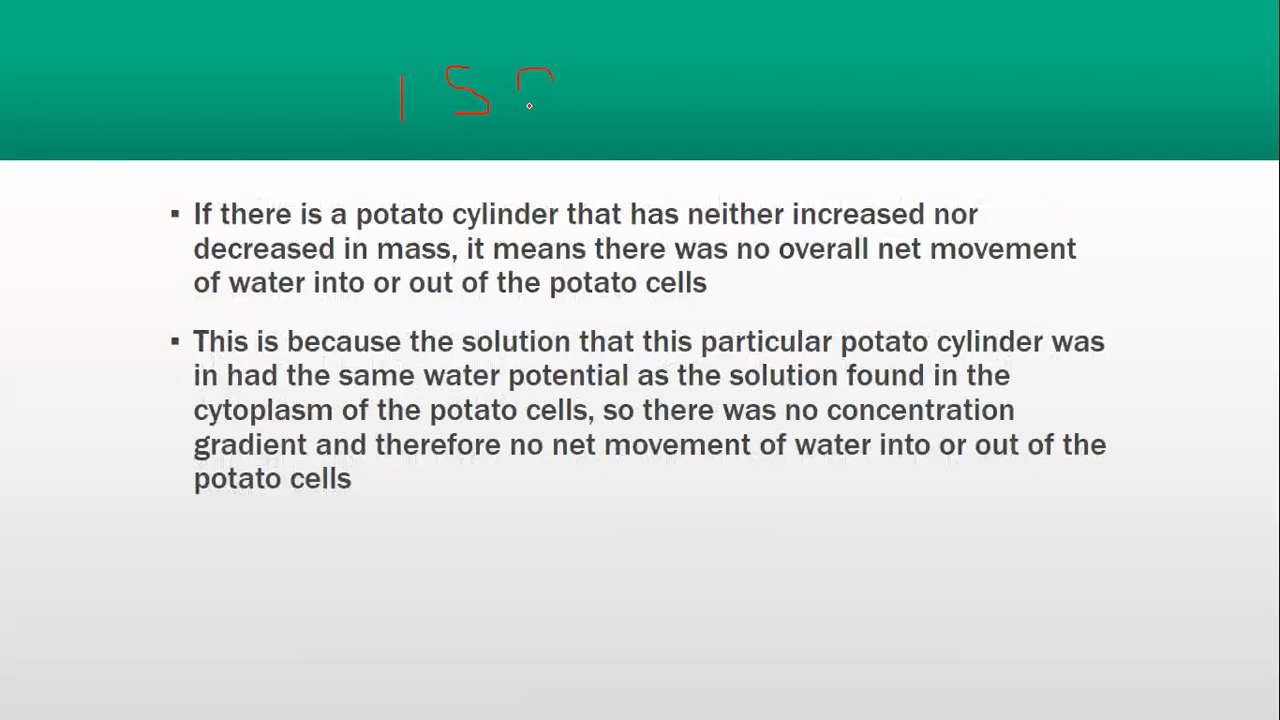 I S
▪ If there is a potato cylinder that has neither increased nor
decreased in mass, it means there was no overall net movement
of water into or out of the potato cells
▪ This is because the solution that this particular potato cylinder was
in had the same water potential as the solution found in the
cytoplasm of the potato cells, so there was no concentration
gradient and therefore no net movement of water into or out of the
potato cells